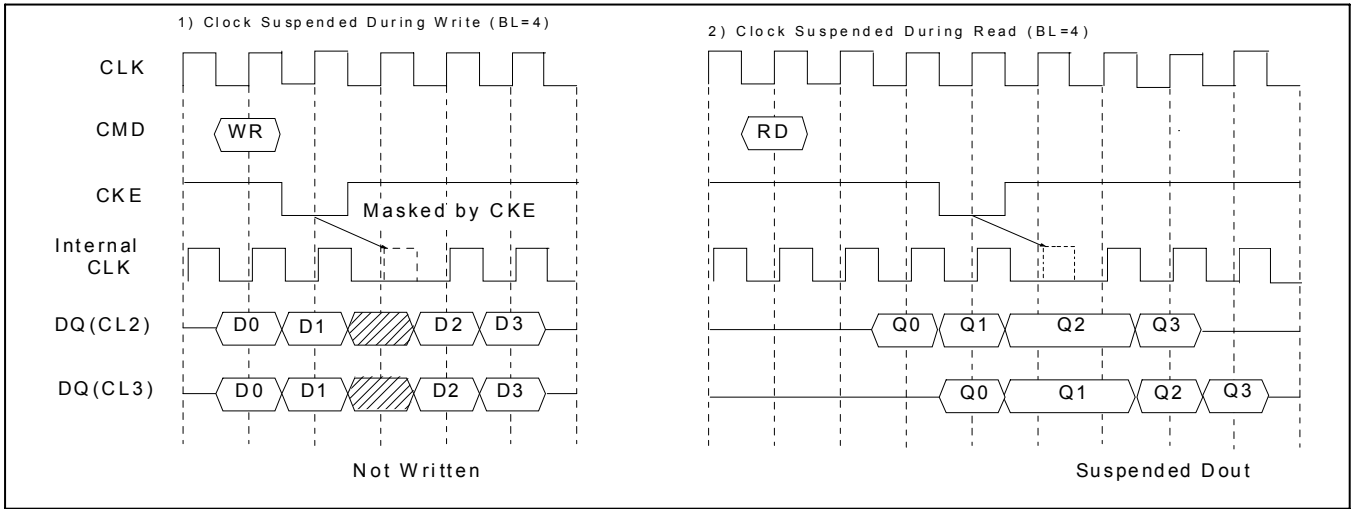 1) Clock Suspended During Write (BL=4)
2) Clock Suspended During Read (BL=4)
CLK
CMD
WR
RD
CKE
Masked by CKE
Internal
CLK
DQ(CL2)
D0
D1
D2
D3
Q0
Q1
Q2
Q3
DQ(CL3)
D0
D1
D2
D3
Q0
Q1
Q2
Q3
Not Written
Suspended Dout